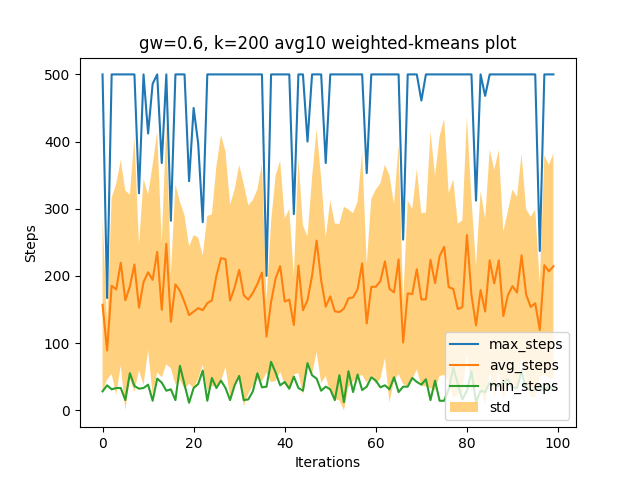 gw=0.6, k=200 avg10 weighted-kmeans plot
500
400
300
200
100
0
Steps
max_steps
avg_steps
min_steps
std
0 20 40 60 80 100
Iterations